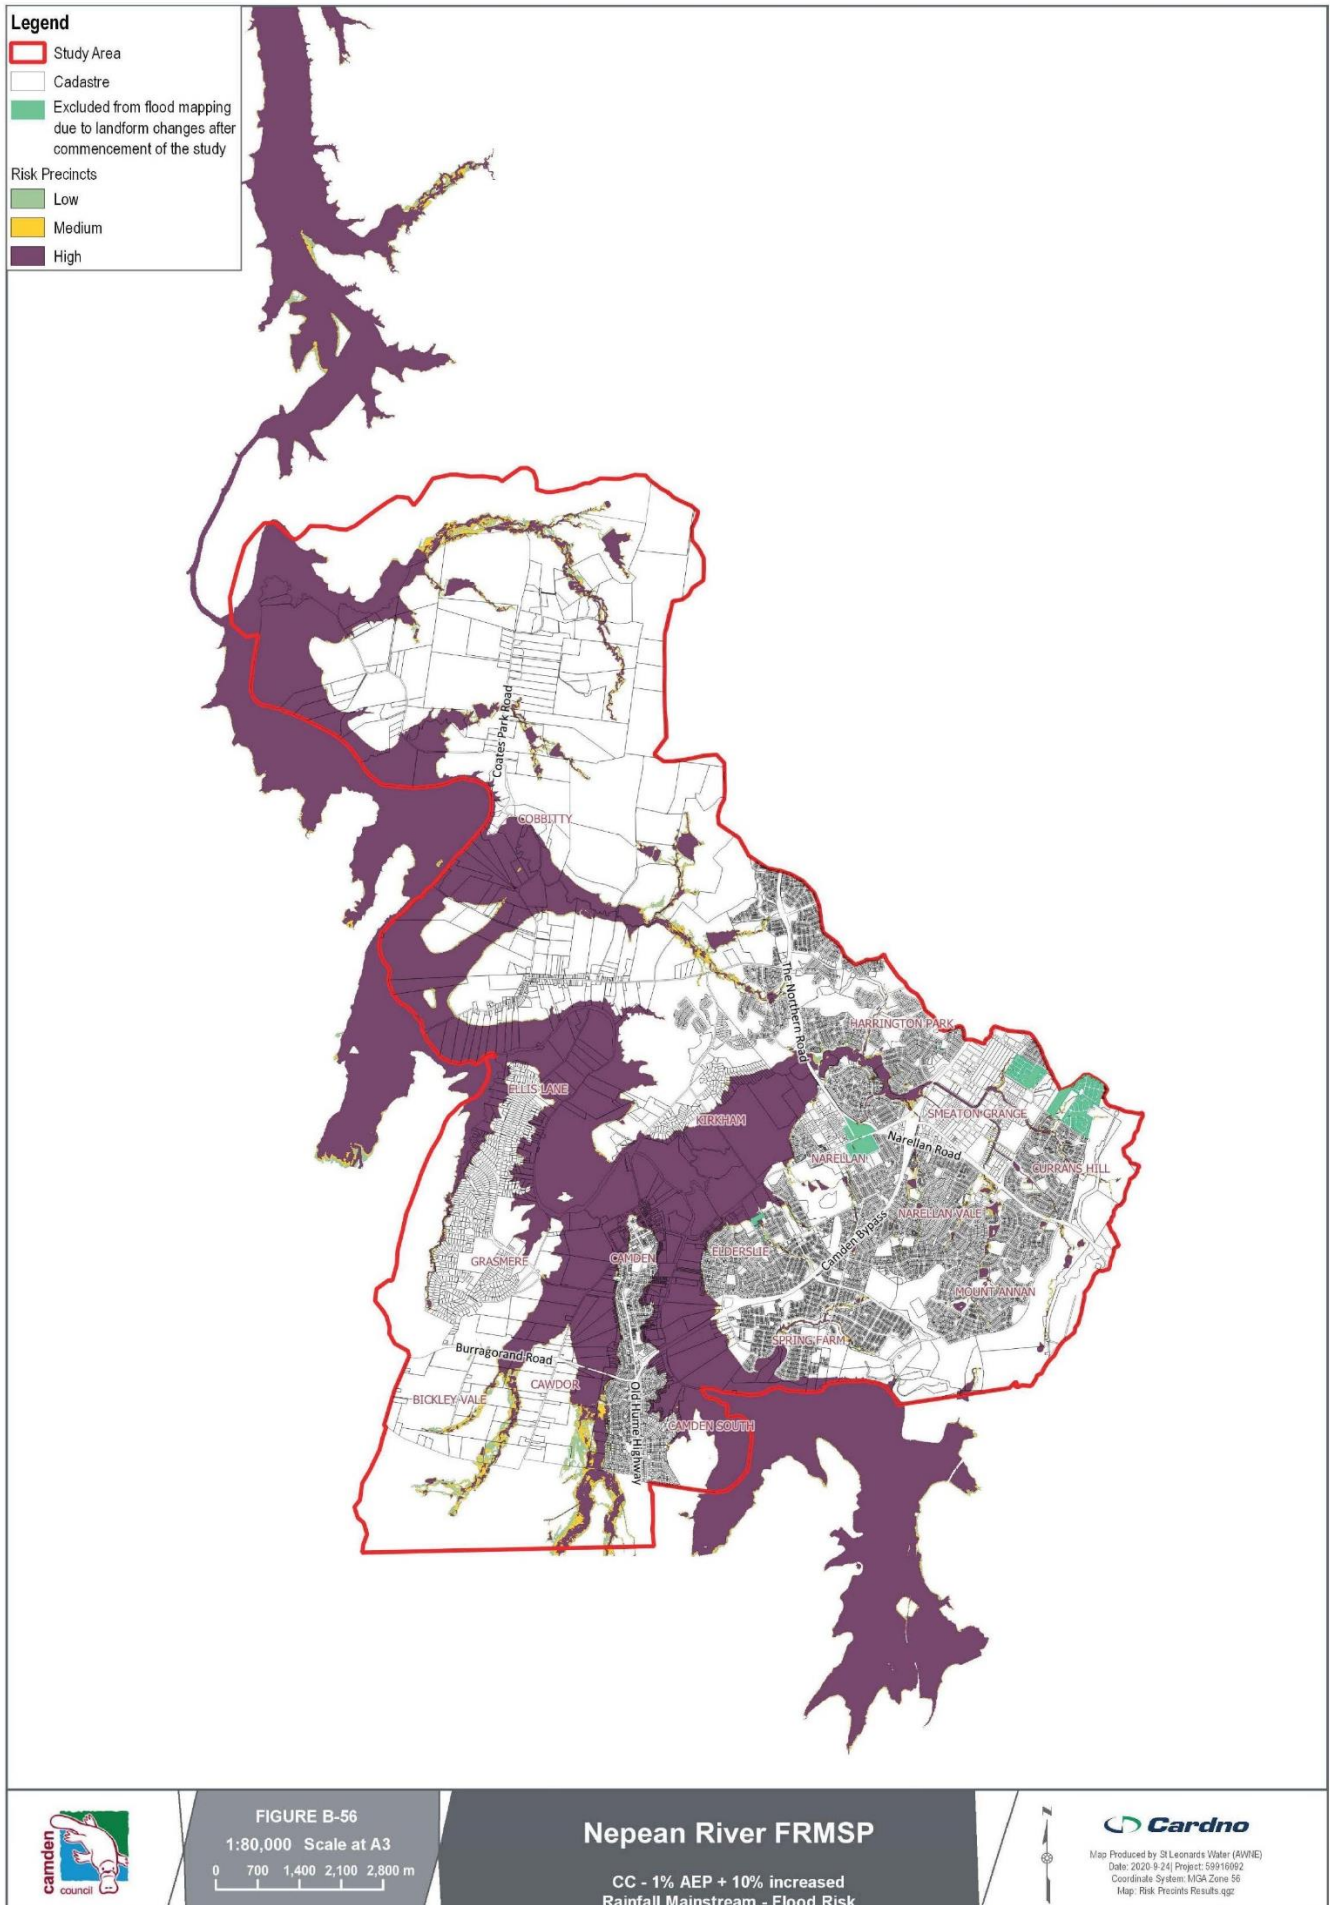 Legend
Study Area
Cadastre
Excluded from flood mapping
due to landform changes after
commencement of the study
Risk Precincts
Low
Medium
High
Coates Park Road
COBBITTY
The Northern Road
HARRINGTON PARK
ELLIS LANE
KIRKHAM
SMEATON GRANGE
Narellan Road
NARELLAN
CURRANS HILL
NARELLAN VALE
Camden Bypass
ELDERSLIE
CAMDEN
GRASMERE
MOUNT ANNAN
SPRING FARM
Burragorand Road
CAWDOR
BICKLEY VALE
Old Hume Highway
CAMDEN SOUTH
camden
council
FIGURE B-56
1:80,000 Scale at A3
0 700 1,400 2,100 2,800 m
Nepean River FRMSP
CC - 1% AEP + 10% increased
Rainfall Mainstream - Flood Risk
N
Cardno
Map Produced by St Leonards Water (AWNE)
Date: 2020-9-24| Project: 59916092
Coordinate System: MGA Zone 56
Map: Risk Precints Results.qgz